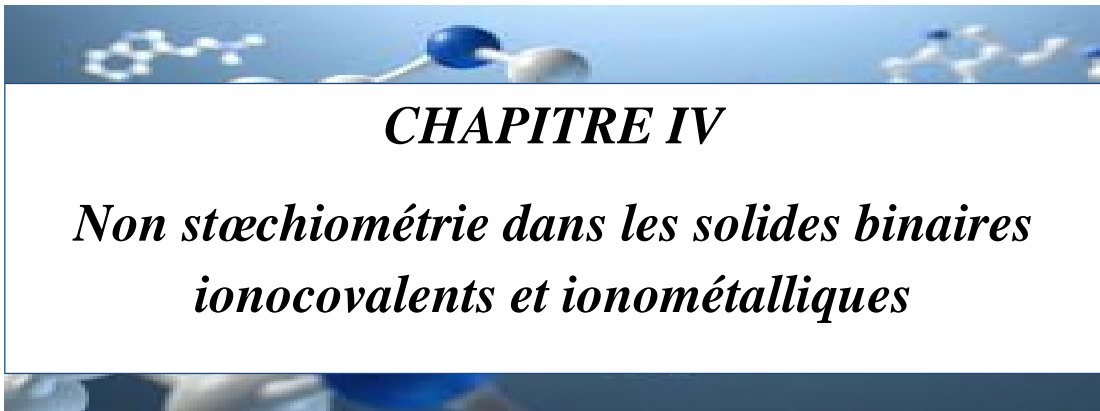 CHAPITRE IV
Non stœchiométrie dans les solides binaires
ionocovalents et ionométalliques